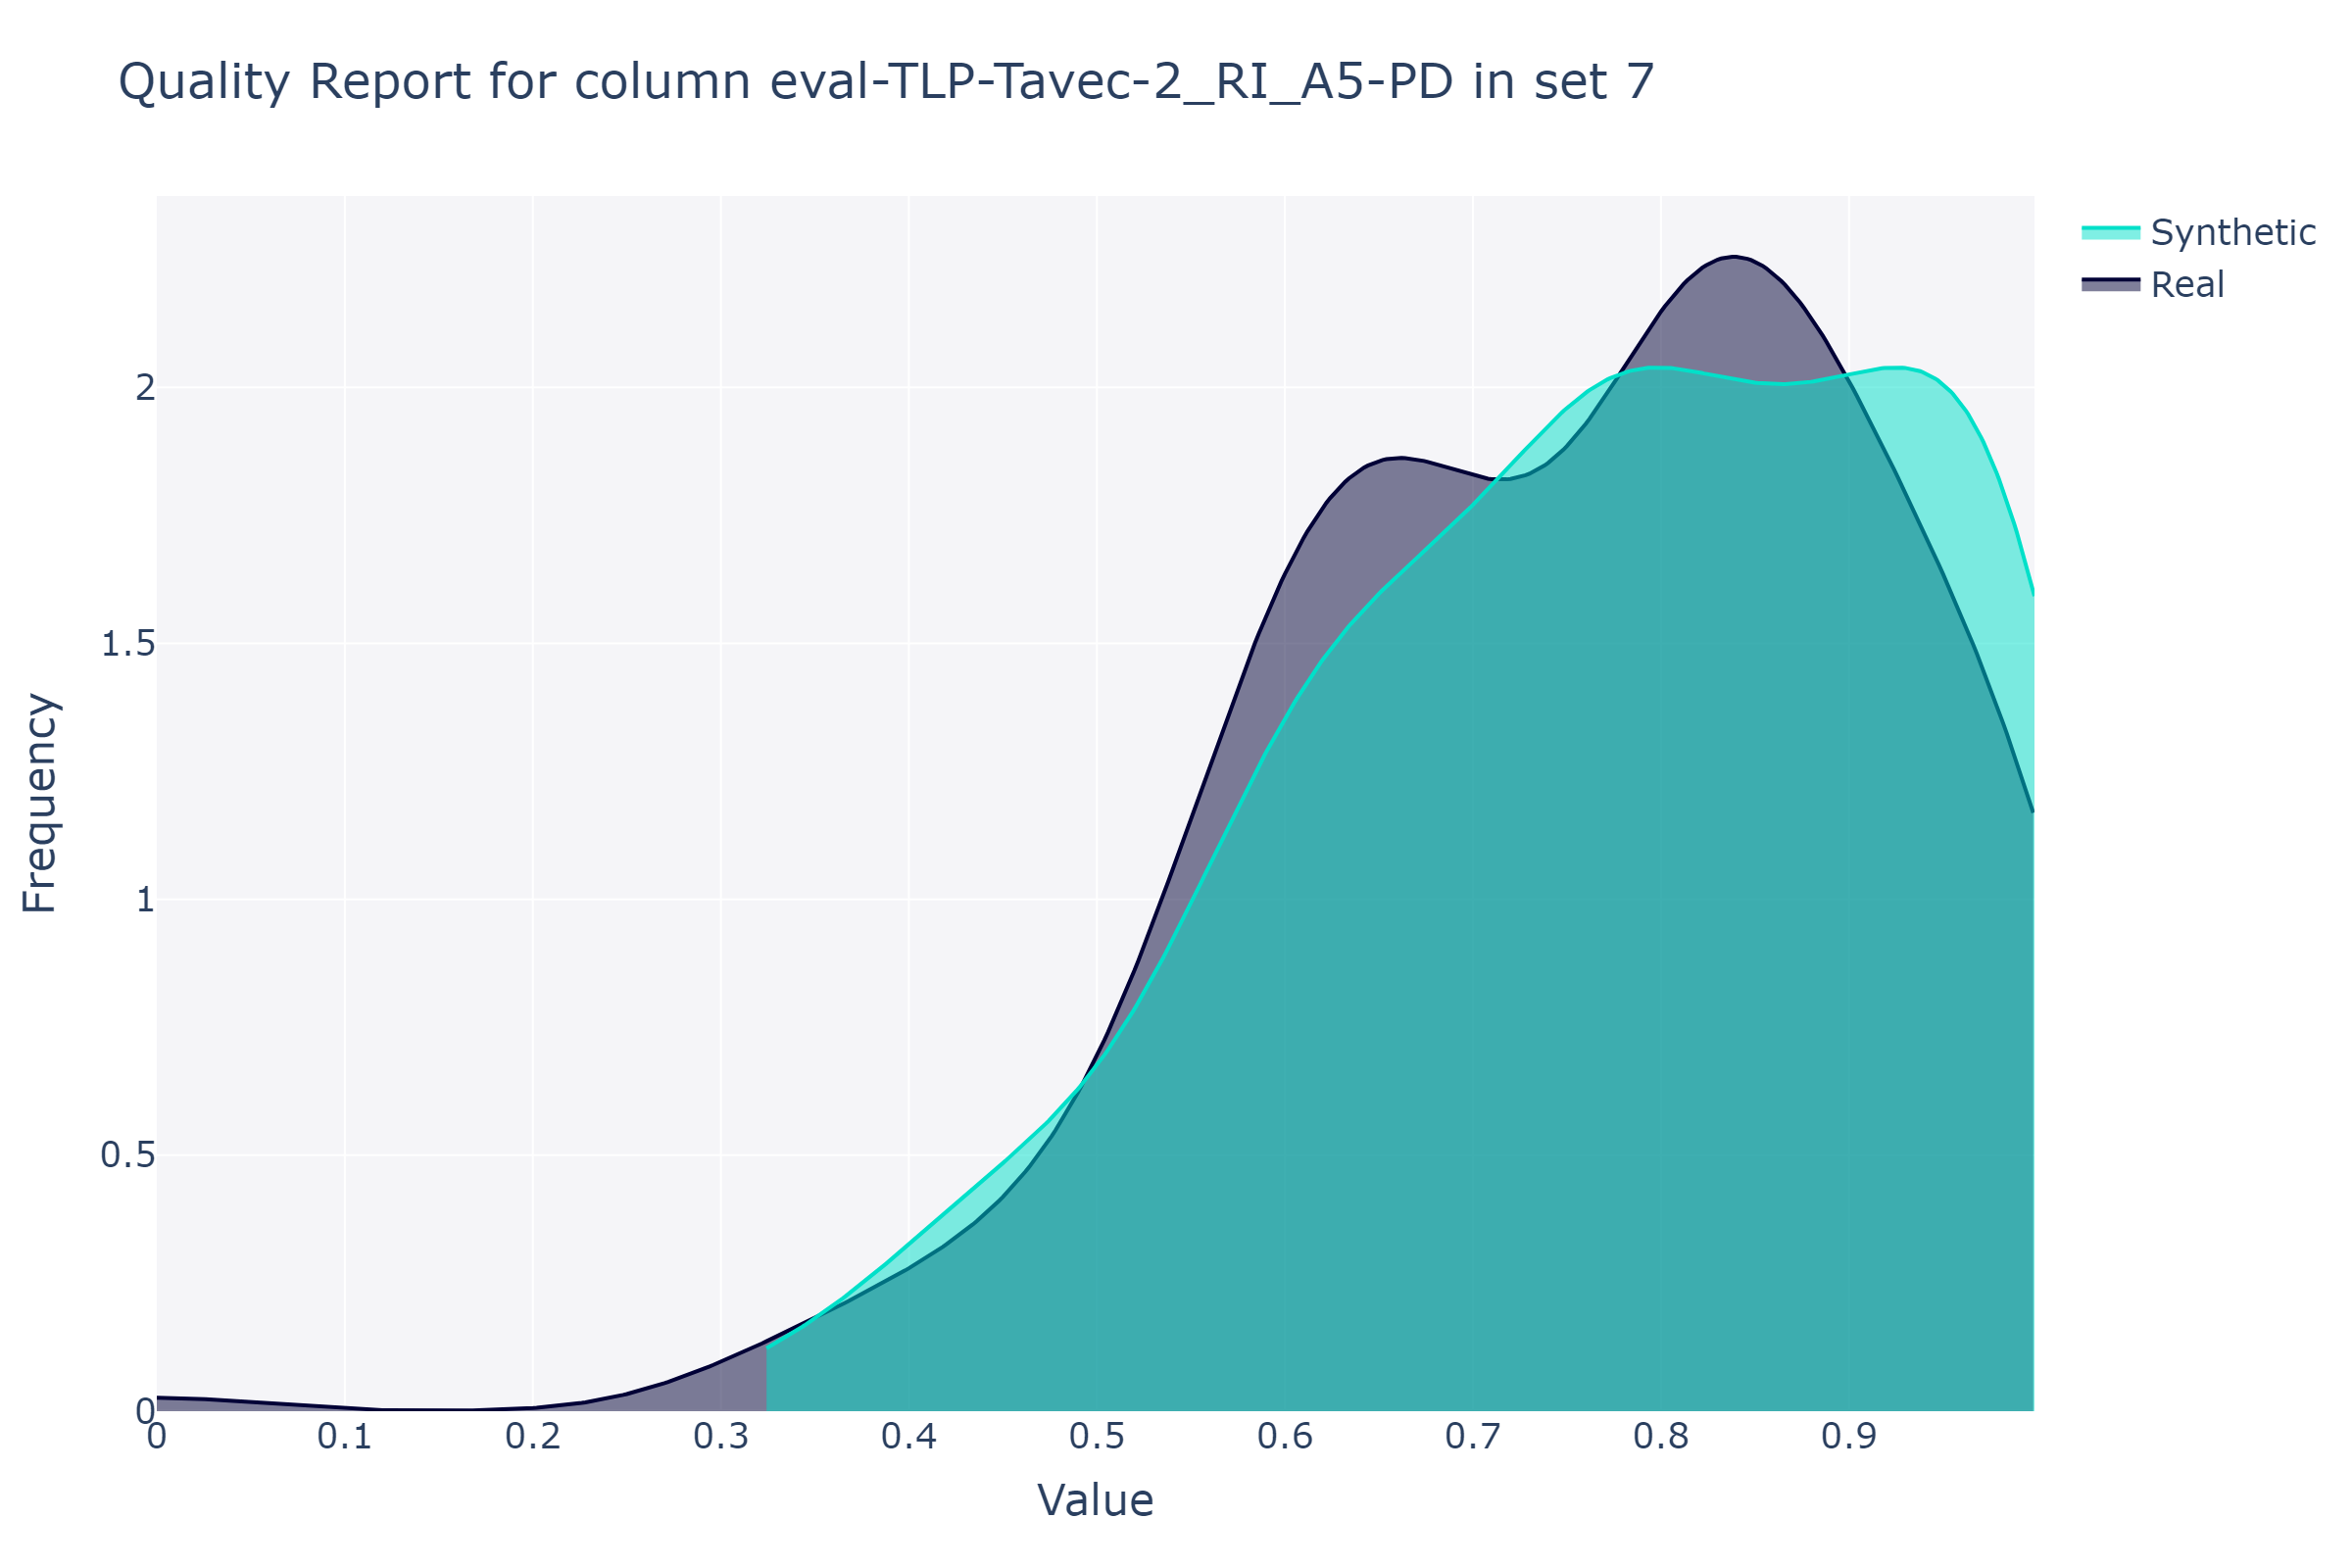 Quality Report for column eval-TLP-Tavec-2_RI_A5-PD in set 7
Synthetic
Real
Frequency
2
1.5
1
0.5
0
0 0.1 0.2 0.3 0.4 0.5 0.6 0.7 0.8 0.9
Value